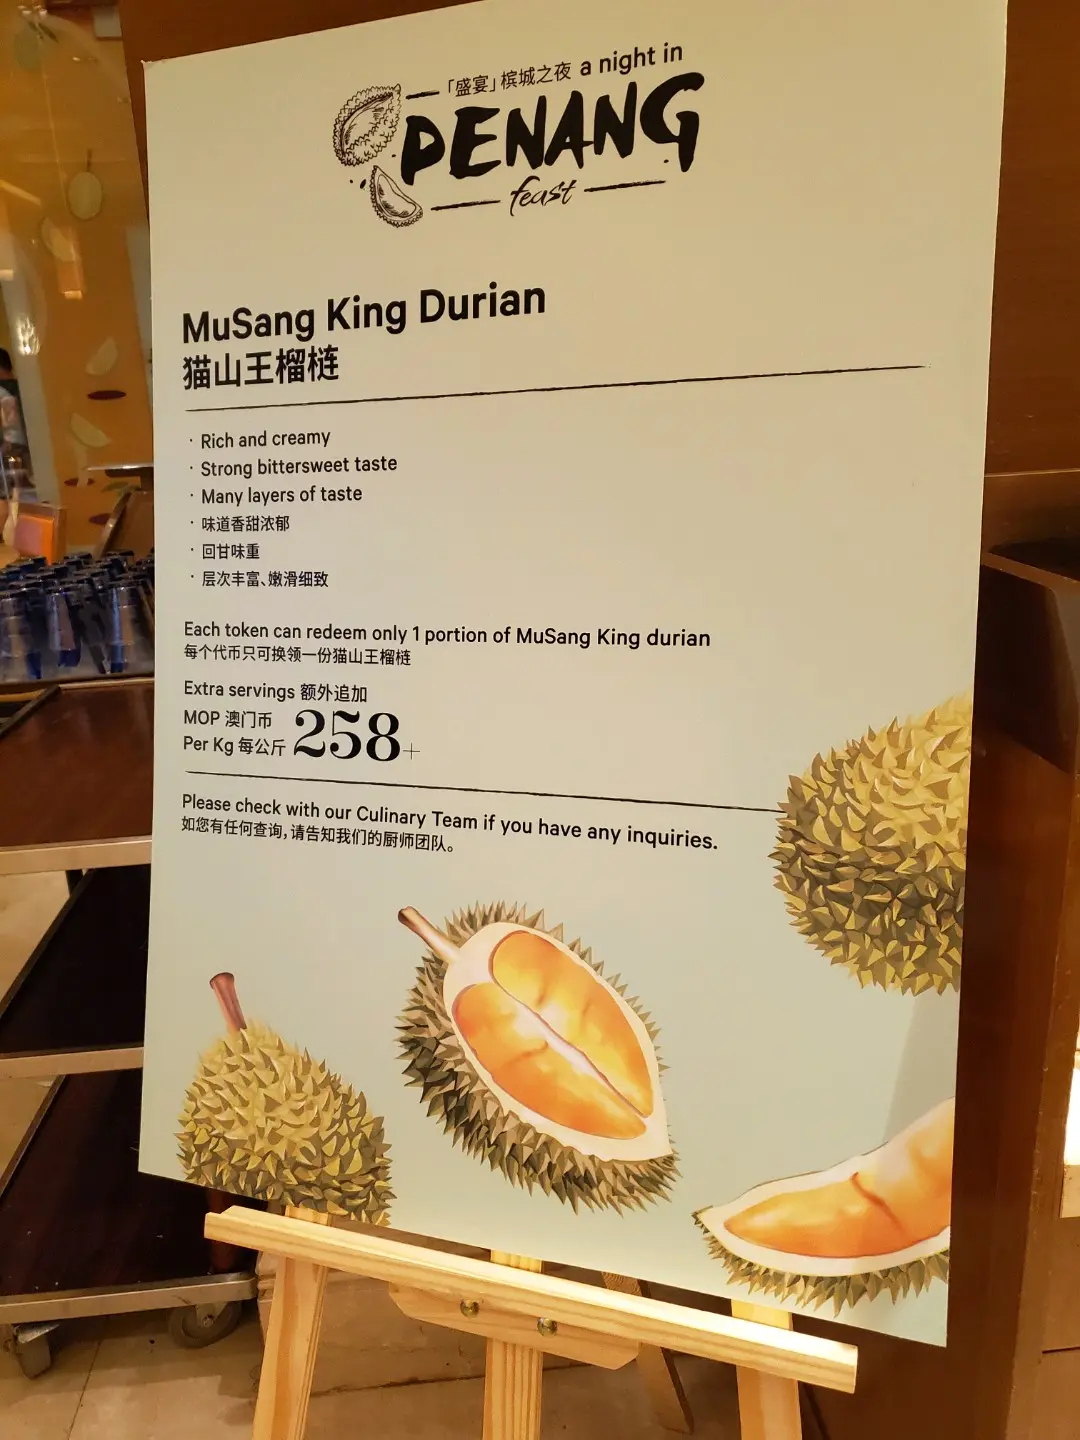 「盛宴」槟城之夜 a night in
PENANG
feast
MuSang King Durian
猫山王榴梿
· Rich and creamy
· Strong bittersweet taste
· Many layers of taste
· 味道香甜浓郁
· 回甘味重
· 层次丰富、嫩滑细致
Each token can redeem only 1 portion of MuSang King durian
每个代币只可换领一份猫山王榴梿
Extra servings 额外追加
MOP 澳门币
Per Kg 每公斤 258+
Please check with our Culinary Team if you have any inquiries.
如您有任何查询,请告知我们的厨师团队。